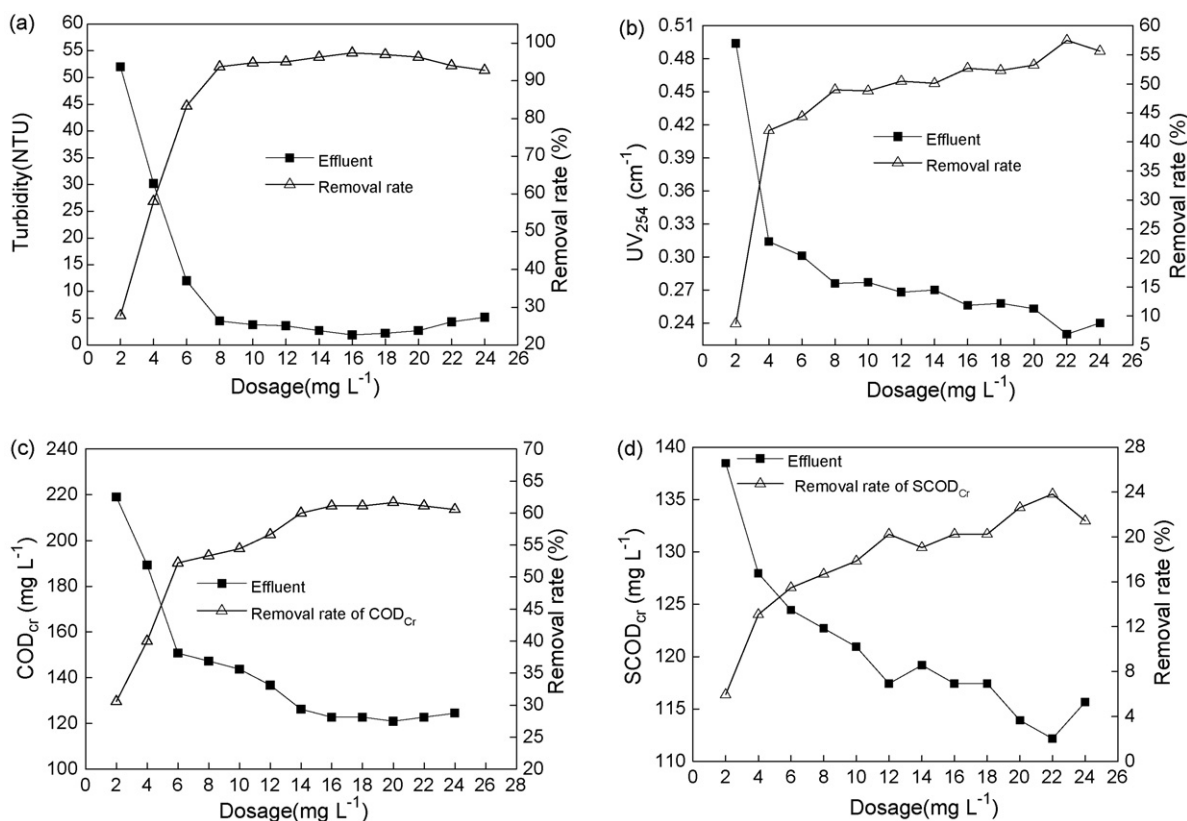 (a)
Turbidity(NTU)
60
55
50
45
40
35
30
25
20
15
10
5
0
Effluent
Removal rate
100
90
80
70
60
50
40
30
20
Removal rate (%)
0 2 4 6 8 10 12 14 16 18 20 22 24 26
Dosage(mg L⁻¹)
(b)
UV₂₅₄ (cm⁻¹)
0.51
0.48
0.45
0.42
0.39
0.36
0.33
0.30
0.27
0.24
Effluent
Removal rate
60
55
50
45
40
35
30
25
20
15
10
5
Removal rate (%)
0 2 4 6 8 10 12 14 16 18 20 22 24 26
Dosage(mg L⁻¹)
(c)
COD_cr (mg L⁻¹)
240
220
200
180
160
140
120
100
Effluent
Removal rate of COD_Cr
70
65
60
55
50
45
40
35
30
25
20
Removal rate (%)
0 2 4 6 8 10 12 14 16 18 20 22 24 26 28
Dosage(mg L⁻¹)
(d)
SCOD_cr (mg L⁻¹)
140
135
130
125
120
115
110
Effluent
Removal rate of SCOD_Cr
28
24
20
16
12
8
4
0
Removal rate (%)
0 2 4 6 8 10 12 14 16 18 20 22 24 26
Dosage(mg L⁻¹)